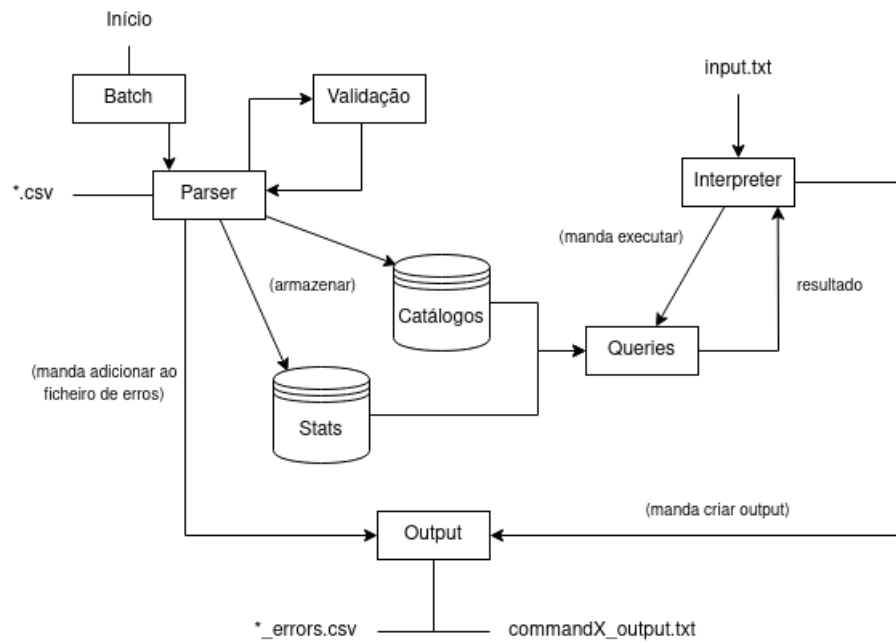 Início
Batch
Validação
input.txt
*.csv
Parser
Interpreter
(manda executar)
(armazenar)
resultado
Catálogos
Queries
(manda adicionar ao
ficheiro de erros)
Stats
(manda criar output)
Output
*_errors.csv
commandX_output.txt